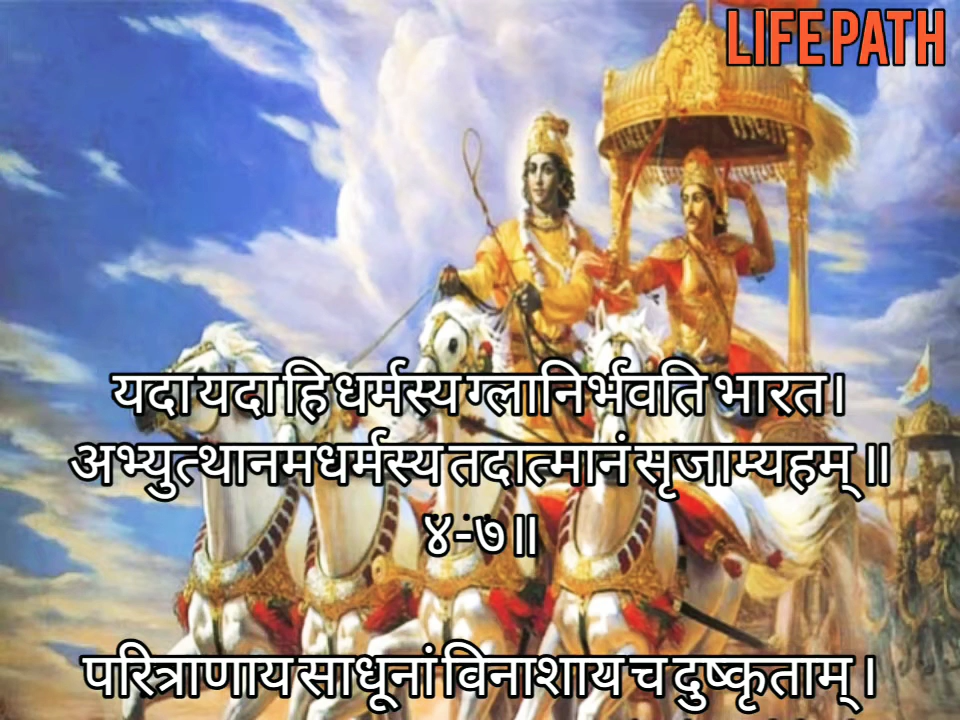 LIFE PATH
यदा यदा हि धर्मस्य ग्लानिर्भवति भारत।
अभ्युत्थानमधर्मस्य तदात्मानं सृजाम्यहम् ॥
४-७॥
परित्राणाय साधूनां विनाशाय च दुष्कृताम् ।